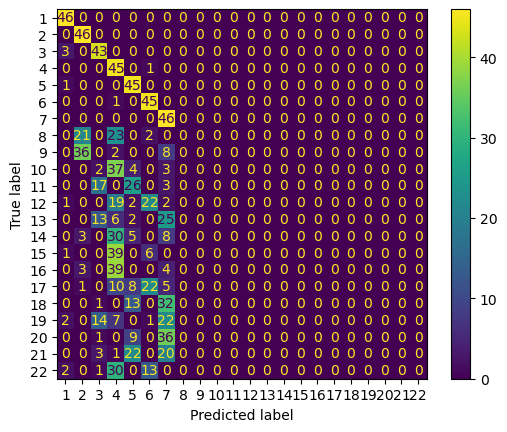 1 46 0 0 0 0 0 0 0 0 0 0 0 0 0 0 0 0 0 0 0 0 0
2 0 46 0 0 0 0 0 0 0 0 0 0 0 0 0 0 0 0 0 0 0 0
3 3 0 43 0 0 0 0 0 0 0 0 0 0 0 0 0 0 0 0 0 0 0
4 0 0 0 45 0 1 0 0 0 0 0 0 0 0 0 0 0 0 0 0 0 0
5 1 0 0 0 45 0 0 0 0 0 0 0 0 0 0 0 0 0 0 0 0 0
6 0 0 0 1 0 45 0 0 0 0 0 0 0 0 0 0 0 0 0 0 0 0
7 0 0 0 0 0 0 46 0 0 0 0 0 0 0 0 0 0 0 0 0 0 0
8 0 21 0 23 0 2 0 0 0 0 0 0 0 0 0 0 0 0 0 0 0 0
9 0 36 0 2 0 0 8 0 0 0 0 0 0 0 0 0 0 0 0 0 0 0
10 0 0 2 37 4 0 3 0 0 0 0 0 0 0 0 0 0 0 0 0 0 0
11 0 0 17 0 26 0 3 0 0 0 0 0 0 0 0 0 0 0 0 0 0 0
12 1 0 0 19 2 22 2 0 0 0 0 0 0 0 0 0 0 0 0 0 0 0
13 0 0 13 6 2 0 25 0 0 0 0 0 0 0 0 0 0 0 0 0 0 0
14 0 3 0 30 5 0 8 0 0 0 0 0 0 0 0 0 0 0 0 0 0 0
15 1 0 0 39 0 6 0 0 0 0 0 0 0 0 0 0 0 0 0 0 0 0
16 0 3 0 39 0 0 4 0 0 0 0 0 0 0 0 0 0 0 0 0 0 0
17 0 1 0 10 8 22 5 0 0 0 0 0 0 0 0 0 0 0 0 0 0 0
18 0 0 1 0 13 0 32 0 0 0 0 0 0 0 0 0 0 0 0 0 0 0
19 2 0 14 7 0 1 22 0 0 0 0 0 0 0 0 0 0 0 0 0 0 0
20 0 0 1 0 9 0 36 0 0 0 0 0 0 0 0 0 0 0 0 0 0 0
21 0 0 3 1 22 0 20 0 0 0 0 0 0 0 0 0 0 0 0 0 0 0
22 2 0 1 30 0 13 0 0 0 0 0 0 0 0 0 0 0 0 0 0 0 0
1 2 3 4 5 6 7 8 9 10 11 12 13 14 15 16 17 18 19 20 21 22
Predicted label
True label
40
30
20
10
0